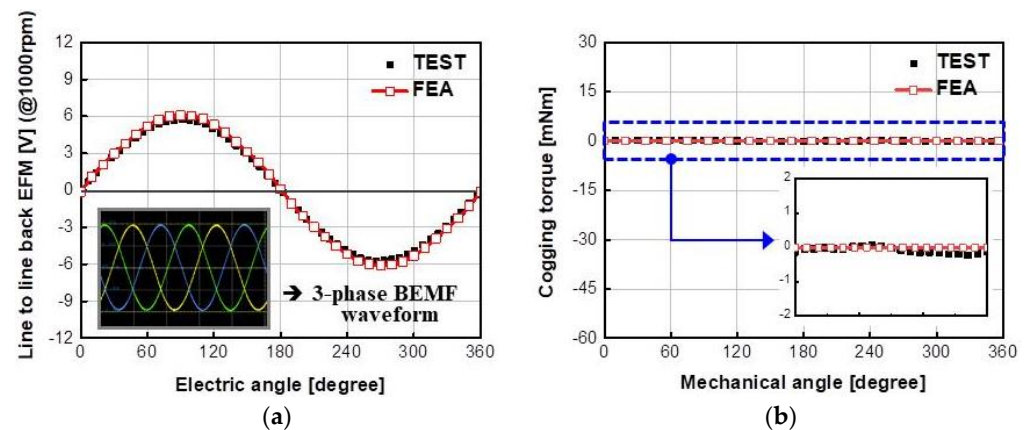 12
9
6
3
0
-3
-6
-9
-12
Line to line back EFM [V] (@1000rpm)
TEST
FEA
➔ 3-phase BEMF
waveform
0 60 120 180 240 300 360
Electric angle [degree]
(a)
30
15
0
-15
-30
-45
-60
Cogging torque [mNm]
TEST
FEA
2
1
0
-1
-2
0 60 120 180 240 300 360
Mechanical angle [degree]
(b)